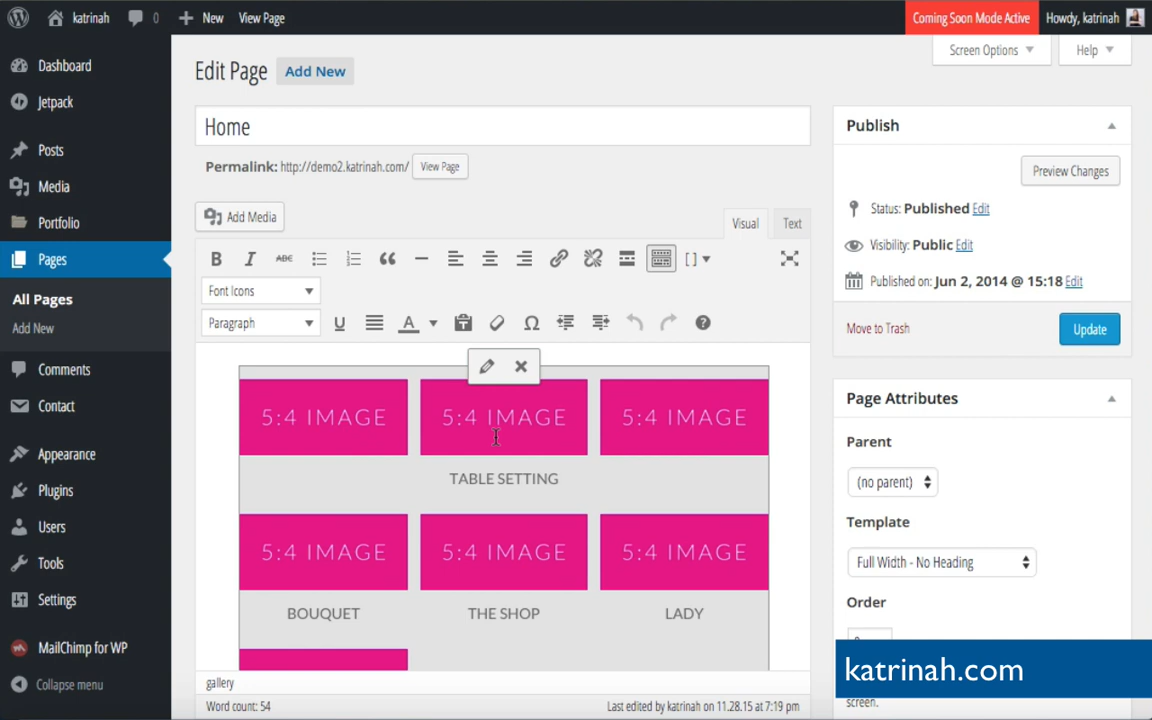 katrinah
0
New
View Page
Coming Soon Mode Active
Howdy, katrinah
Dashboard
Jetpack
Posts
Media
Portfolio
Pages
All Pages
Add New
Comments
Contact
Appearance
Plugins
Users
Tools
Settings
MailChimp for WP
Collapse menu
Screen Options
Help
Edit Page
Add New
Home
Permalink: http://demo2.katrinah.com/
View Page
Add Media
Visual
Text
B I ABC
Font Icons
Paragraph
5:4 IMAGE 5:4 IMAGE 5:4 IMAGE
TABLE SETTING
5:4 IMAGE 5:4 IMAGE 5:4 IMAGE
BOUQUET THE SHOP LADY
gallery
Word count: 54
Last edited by katrinah on 11.28.15 at 7:19 pm
Publish
Preview Changes
Status: Published Edit
Visibility: Public Edit
Published on: Jun 2, 2014 @ 15:18 Edit
Move to Trash
Update
Page Attributes
Parent
(no parent)
Template
Full Width - No Heading
Order
katrinah.com
screen.